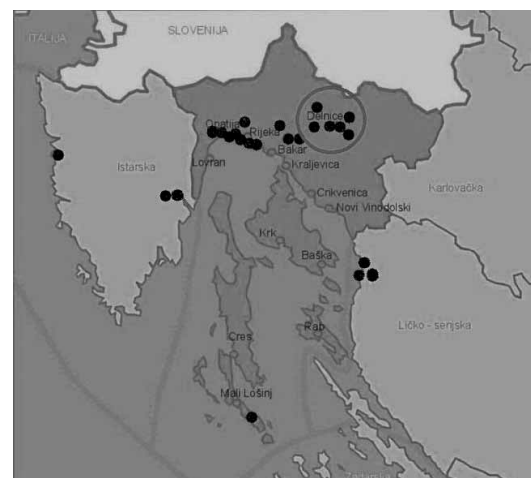 ITALIJA
SLOVENIJA
Opatija
Rijeka
Delnice
Bakar
Lovran
Kraljevica
Istarska
Karlovačka
Crikvenica
Novi Vinodolski
Krk
Baška
Rab
Ličko - senjska
Cres
Mali Lošinj
Zadarska